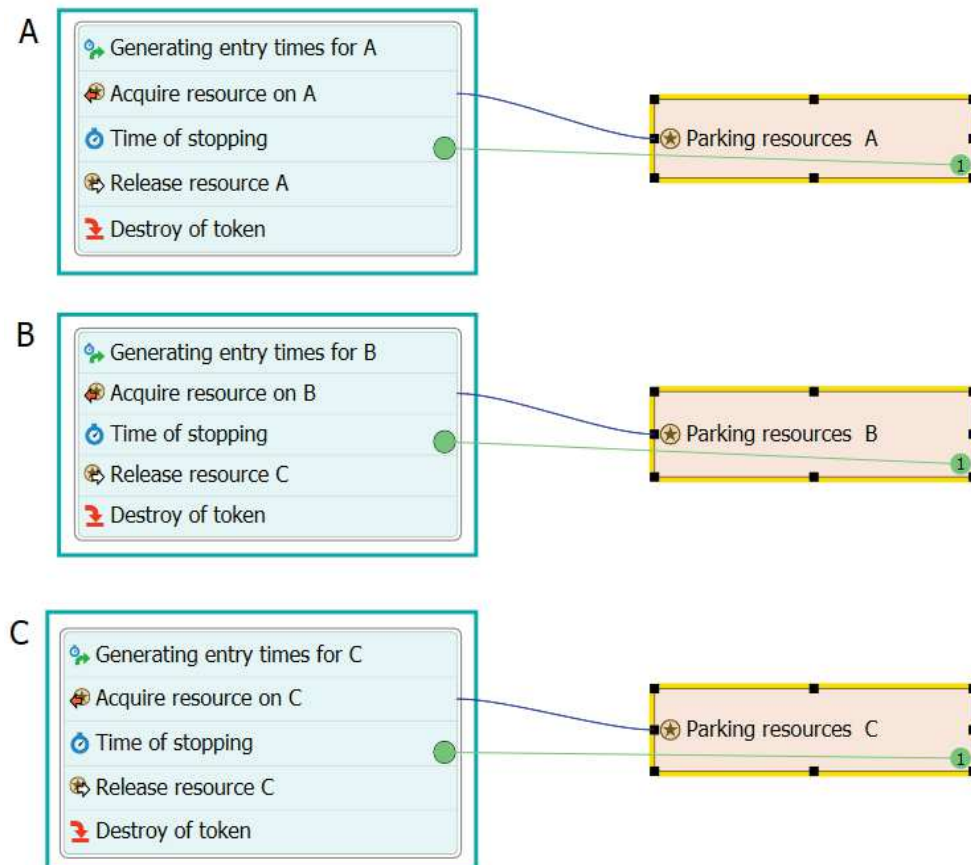 A
Generating entry times for A
Acquire resource on A
Time of stopping
Release resource A
Destroy of token
Parking resources A
1
B
Generating entry times for B
Acquire resource on B
Time of stopping
Release resource C
Destroy of token
Parking resources B
1
C
Generating entry times for C
Acquire resource on C
Time of stopping
Release resource C
Destroy of token
Parking resources C
1